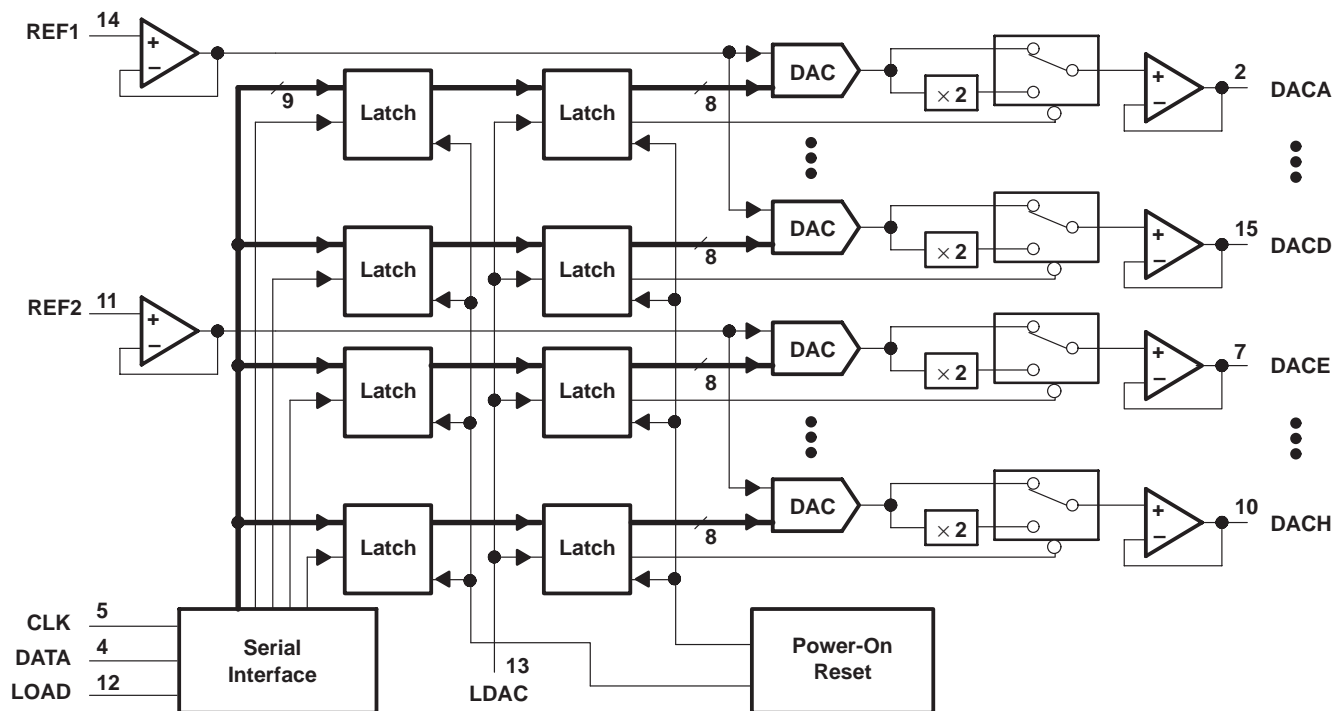 REF1 14
+
−
DAC
× 2
+
−
2 DACA
9
Latch
Latch
8
DAC
× 2
+
−
15 DACD
Latch
Latch
8
REF2 11
+
−
DAC
× 2
+
−
7 DACE
Latch
Latch
8
DAC
× 2
+
−
10 DACH
Latch
Latch
8
CLK 5
DATA 4
LOAD 12
Serial
Interface
13
LDAC
Power-On
Reset